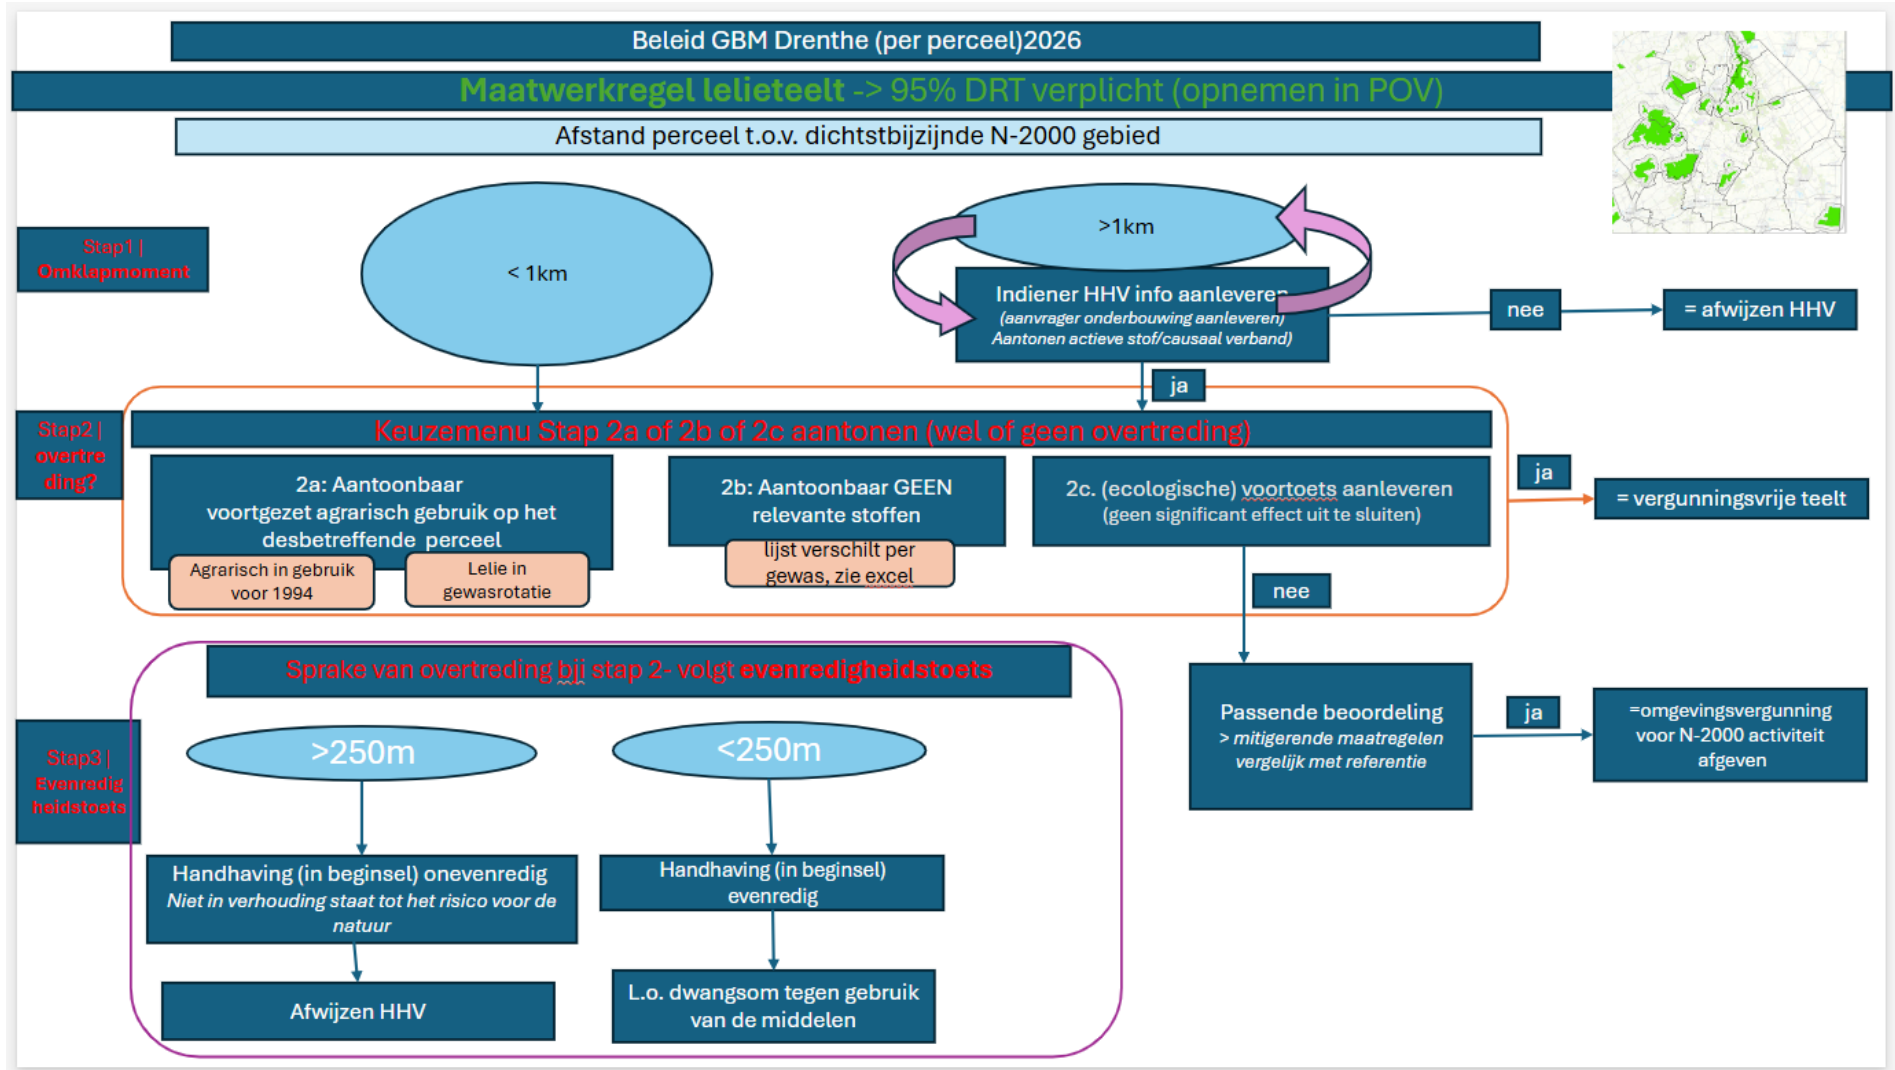 Beleid GBM Drenthe (per perceel)2026
Maatwerkregel lelieteelt -> 95% DRT verplicht (opnemen in POV)
Afstand perceel t.o.v. dichtstbijzijnde N-2000 gebied
Stap1 |
Omklapmoment
< 1km
>1km
Indiener HHV info aanleveren
(aanvrager onderbouwing aanleveren)
Aantonen actieve stof/causaal verband)
nee
= afwijzen HHV
ja
Stap2 |
overtre
ding?
Keuzemenu Stap 2a of 2b of 2c aantonen (wel of geen overtreding)
2a: Aantoonbaar
voortgezet agrarisch gebruik op het
desbetreffende perceel
Agrarisch in gebruik
voor 1994
Lelie in
gewasrotatie
2b: Aantoonbaar GEEN
relevante stoffen
lijst verschilt per
gewas, zie excel
2c. (ecologische) voortoets aanleveren
(geen significant effect uit te sluiten)
ja
= vergunningsvrije teelt
nee
Sprake van overtreding bij stap 2- volgt evenredigheidstoets
Stap3 |
Evenredig
heidstoets
>250m
<250m
Passende beoordeling
> mitigerende maatregelen
vergelijk met referentie
ja
=omgevingsvergunning
voor N-2000 activiteit
afgeven
Handhaving (in beginsel) onevenredig
Niet in verhouding staat tot het risico voor de
natuur
Handhaving (in beginsel)
evenredig
Afwijzen HHV
L.o. dwangsom tegen gebruik
van de middelen